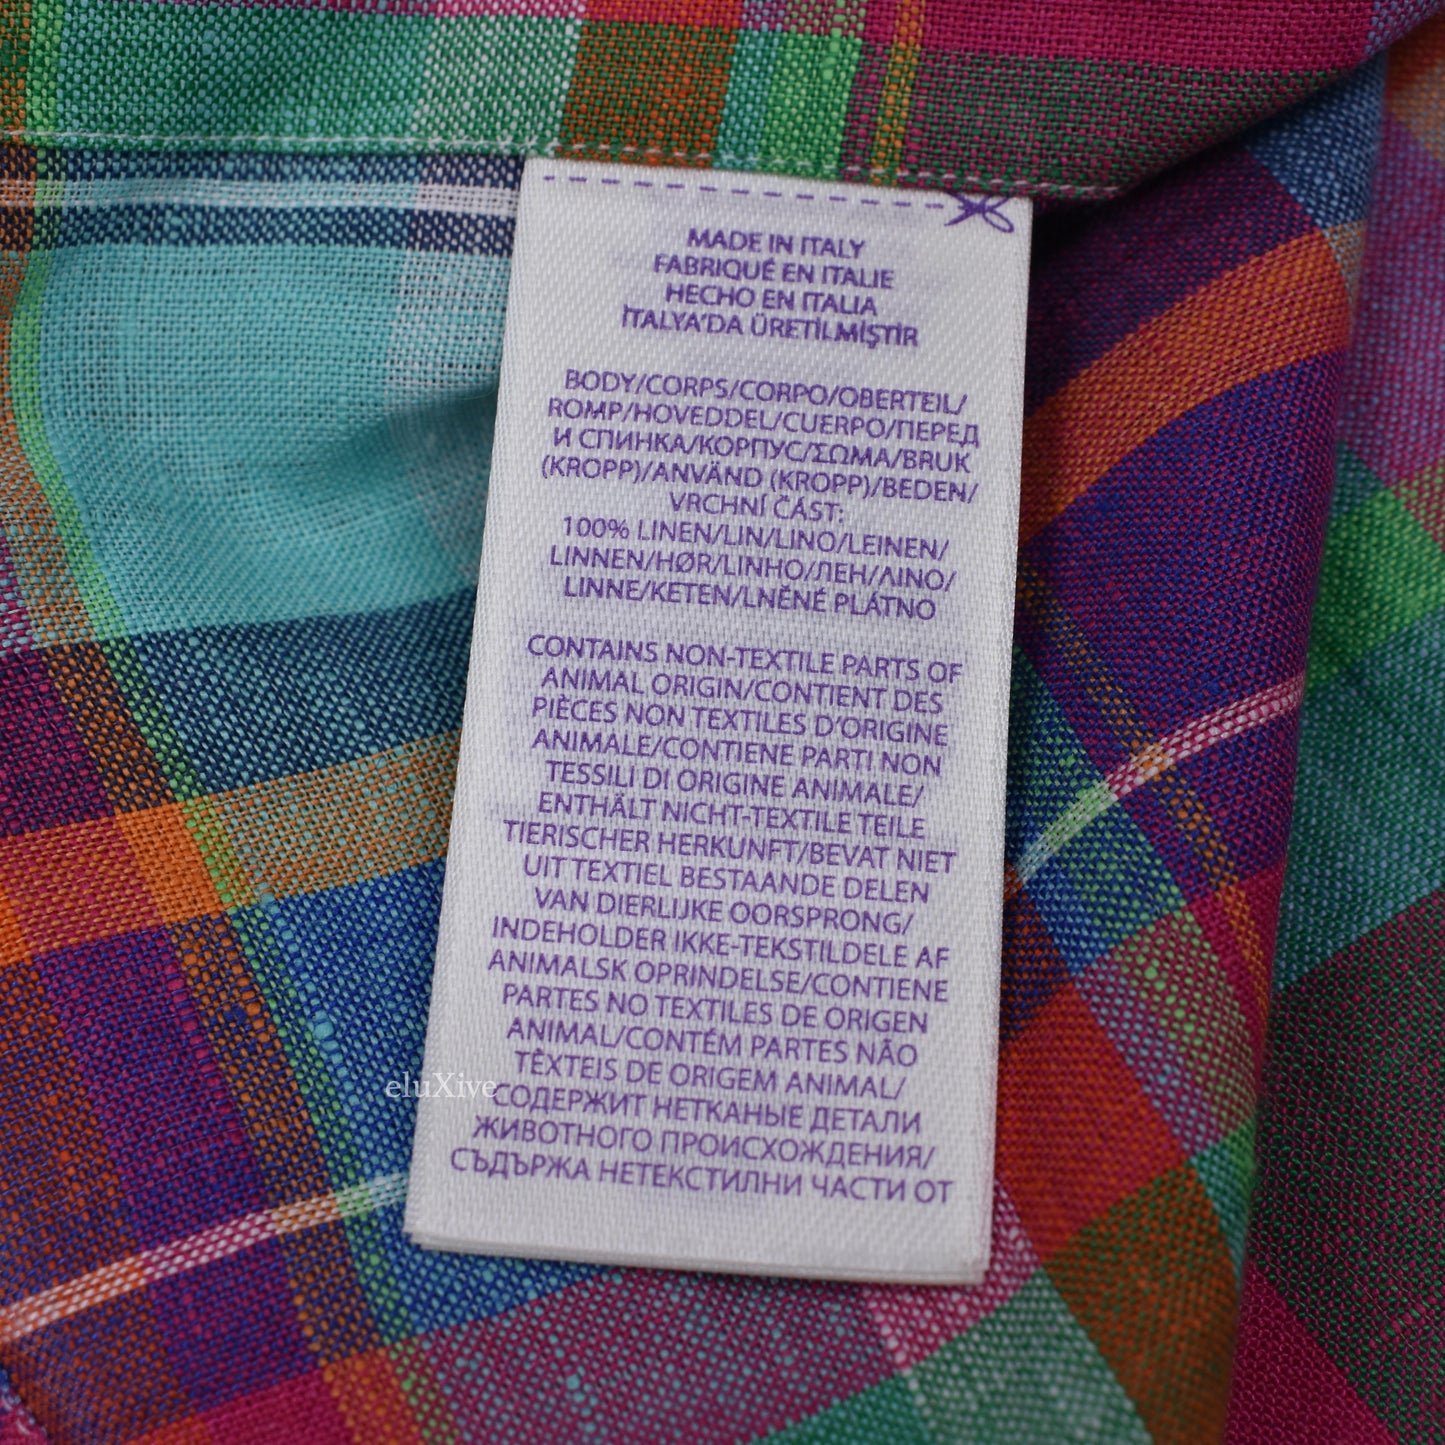 MADE IN ITALY
FABRIQUÉ EN ITALIE
HECHO EN ITALIA
İTALYA'DA ÜRETİLMİŞTİR
BODY/CORPS/CORPO/OBERTEIL/
ROMP/HOVEDDEL/CUERPO/ПЕРЕД
И СПИНКА/КОРПУС/ΣΩΜΑ/BRUK
(KROPP)/ANVÄND (KROPP)/BEDEN/
VRCHNÍ ČÁST:
100% LINEN/LIN/LINO/LEINEN/
LINNEN/HØR/LINHO/ЛЕН/ΛΙΝΟ/
LINNE/KETEN/LNĚNÉ PLÁTNO
CONTAINS NON-TEXTILE PARTS OF
ANIMAL ORIGIN/CONTIENT DES
PIÈCES NON TEXTILES D'ORIGINE
ANIMALE/CONTIENE PARTI NON
TESSILI DI ORIGINE ANIMALE/
ENTHÄLT NICHT-TEXTILE TEILE
TIERISCHER HERKUNFT/BEVAT NIET
UIT TEXTIEL BESTAANDE DELEN
VAN DIERLIJKE OORSPRONG/
INDEHOLDER IKKE-TEKSTILDELE AF
ANIMALSK OPRINDELSE/CONTIENE
PARTES NO TEXTILES DE ORIGEN
ANIMAL/CONTÉM PARTES NÃO
TÊXTEIS DE ORIGEM ANIMAL/
eluXive
СОДЕРЖИТ НЕТКАНЫЕ ДЕТАЛИ
ЖИВОТНОГО ПРОИСХОЖДЕНИЯ/
СЪДЪРЖА НЕТЕКСТИЛНИ ЧАСТИ ОТ